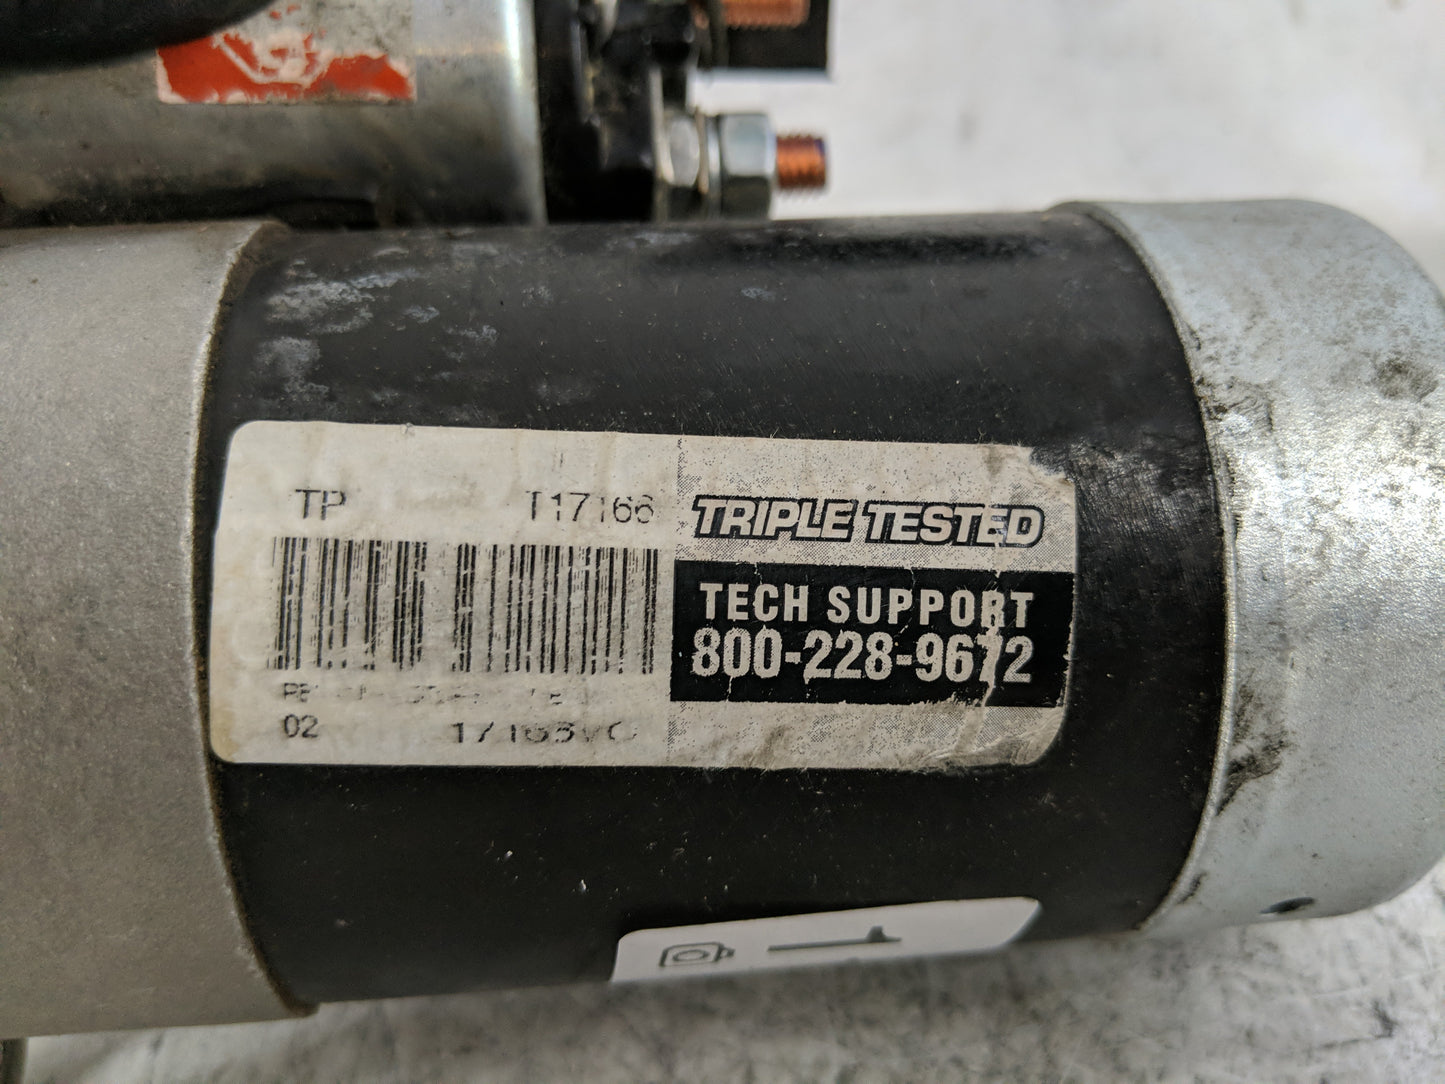 TP T17166
TRIPLE TESTED
TECH SUPPORT
800-228-9672
02